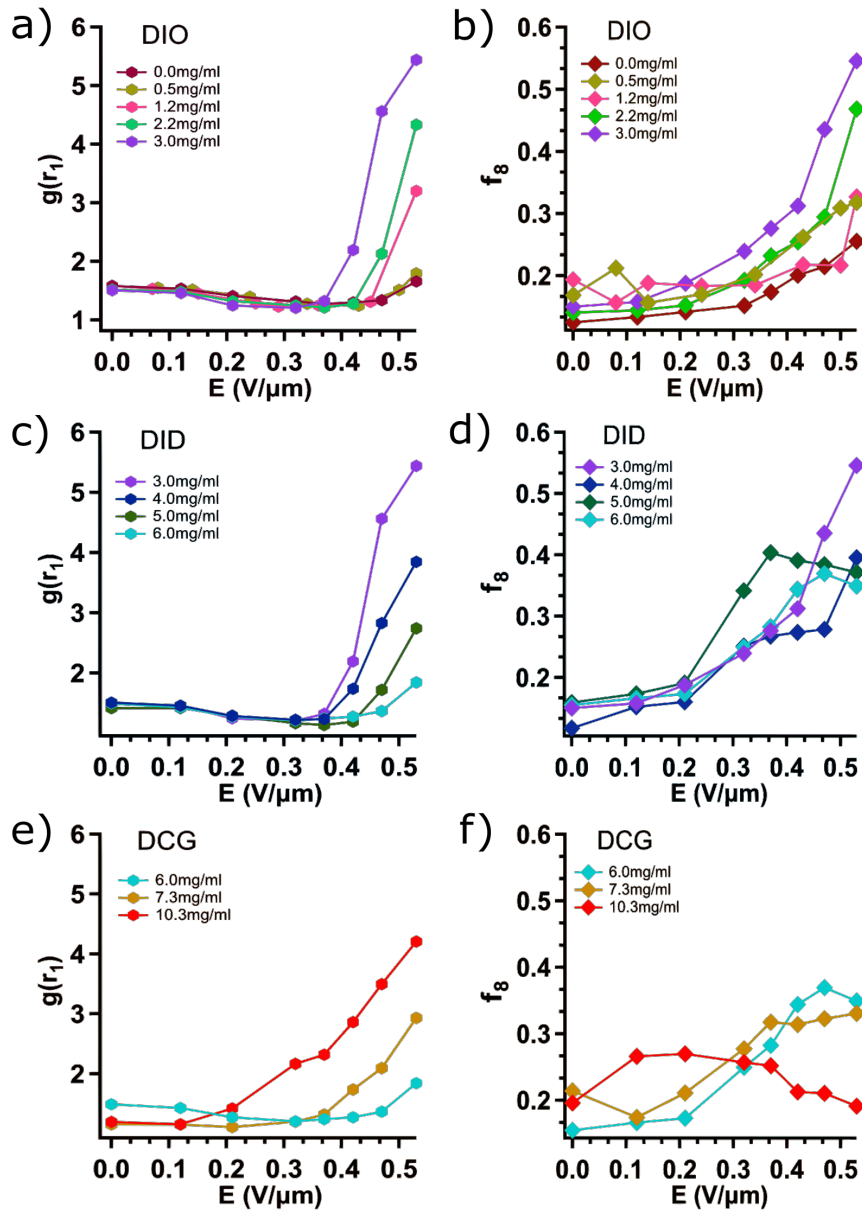 a)
DIO
0.0mg/ml
0.5mg/ml
1.2mg/ml
2.2mg/ml
3.0mg/ml
6
5
4
3
2
1
g(r₁)
0.0 0.1 0.2 0.3 0.4 0.5
E (V/µm)
b)
DIO
0.0mg/ml
0.5mg/ml
1.2mg/ml
2.2mg/ml
3.0mg/ml
0.6
0.5
0.4
0.3
0.2
f₈
0.0 0.1 0.2 0.3 0.4 0.5
E (V/µm)
c)
DID
3.0mg/ml
4.0mg/ml
5.0mg/ml
6.0mg/ml
6
5
4
3
2
g(r₁)
0.0 0.1 0.2 0.3 0.4 0.5
E (V/µm)
d)
DID
3.0mg/ml
4.0mg/ml
5.0mg/ml
6.0mg/ml
0.6
0.5
0.4
0.3
0.2
f₈
0.0 0.1 0.2 0.3 0.4 0.5
E (V/µm)
e)
DCG
6.0mg/ml
7.3mg/ml
10.3mg/ml
6
5
4
3
2
g(r₁)
0.0 0.1 0.2 0.3 0.4 0.5
E (V/µm)
f)
DCG
6.0mg/ml
7.3mg/ml
10.3mg/ml
0.6
0.5
0.4
0.3
0.2
f₈
0.0 0.1 0.2 0.3 0.4 0.5
E (V/µm)